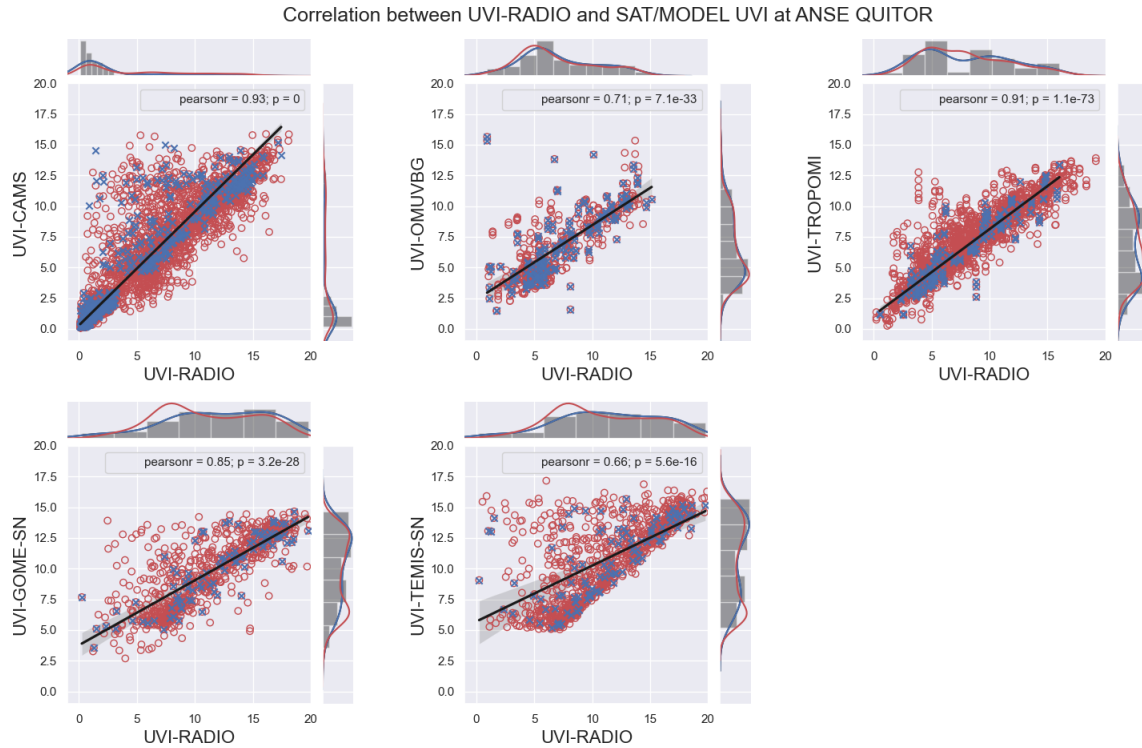 Correlation between UVI-RADIO and SAT/MODEL UVI at ANSE QUITOR
pearsonr = 0.93; p = 0
20.0
17.5
15.0
12.5
10.0
7.5
5.0
2.5
0.0
UVI-CAMS
0 5 10 15 20
UVI-RADIO
pearsonr = 0.71; p = 7.1e-33
20.0
17.5
15.0
12.5
10.0
7.5
5.0
2.5
0.0
UVI-OMUVBG
0 5 10 15 20
UVI-RADIO
pearsonr = 0.91; p = 1.1e-73
20.0
17.5
15.0
12.5
10.0
7.5
5.0
2.5
0.0
UVI-TROPOMI
0 5 10 15 20
UVI-RADIO
pearsonr = 0.85; p = 3.2e-28
20.0
17.5
15.0
12.5
10.0
7.5
5.0
2.5
0.0
UVI-GOME-SN
0 5 10 15 20
UVI-RADIO
pearsonr = 0.66; p = 5.6e-16
20.0
17.5
15.0
12.5
10.0
7.5
5.0
2.5
0.0
UVI-TEMIS-SN
0 5 10 15 20
UVI-RADIO